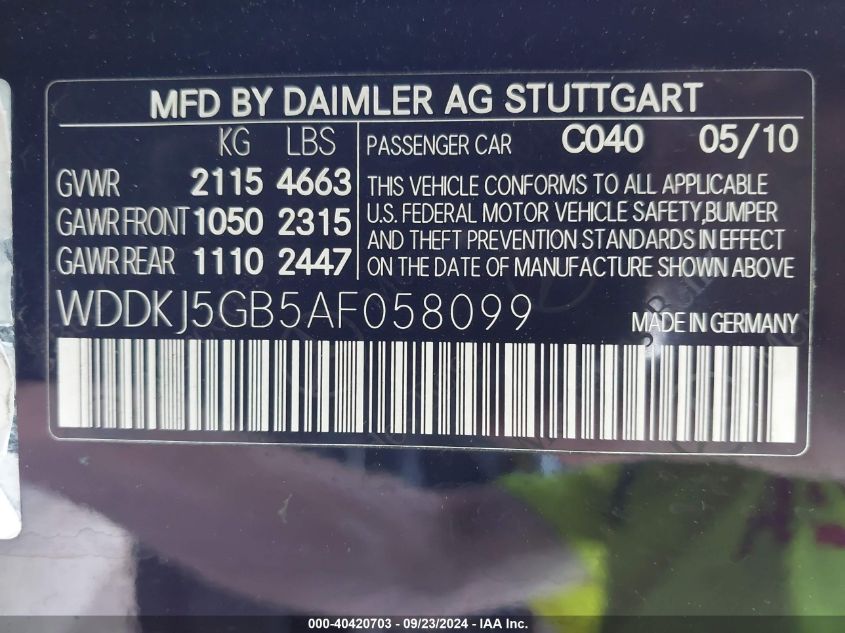 MFD BY DAIMLER AG STUTTGART
KG LBS
GVWR 2115 4663
GAWR FRONT 1050 2315
GAWR REAR 1110 2447
PASSENGER CAR C040 05/10
THIS VEHICLE CONFORMS TO ALL APPLICABLE
U.S. FEDERAL MOTOR VEHICLE SAFETY,BUMPER
AND THEFT PREVENTION STANDARDS IN EFFECT
ON THE DATE OF MANUFACTURE SHOWN ABOVE
WDDKJ5GB5AF058099 MADE IN GERMANY
000-40420703 - 09/23/2024 - IAA Inc.